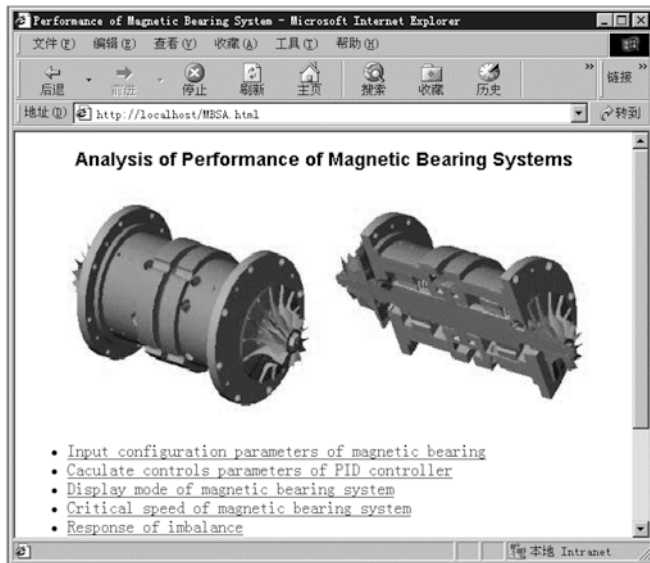 Performance of Magnetic Bearing System - Microsoft Internet Explorer
文件(F) 编辑(E) 查看(V) 收藏(A) 工具(T) 帮助(H)
后退 前进 停止 刷新 主页 搜索 收藏 历史 » 链接 »
地址(D) http://localhost/MBSA.html 转到
Analysis of Performance of Magnetic Bearing Systems
• Input configuration parameters of magnetic bearing
• Caculate controls parameters of PID controller
• Display mode of magnetic bearing system
• Critical speed of magnetic bearing system
• Response of imbalance
本地 Intranet